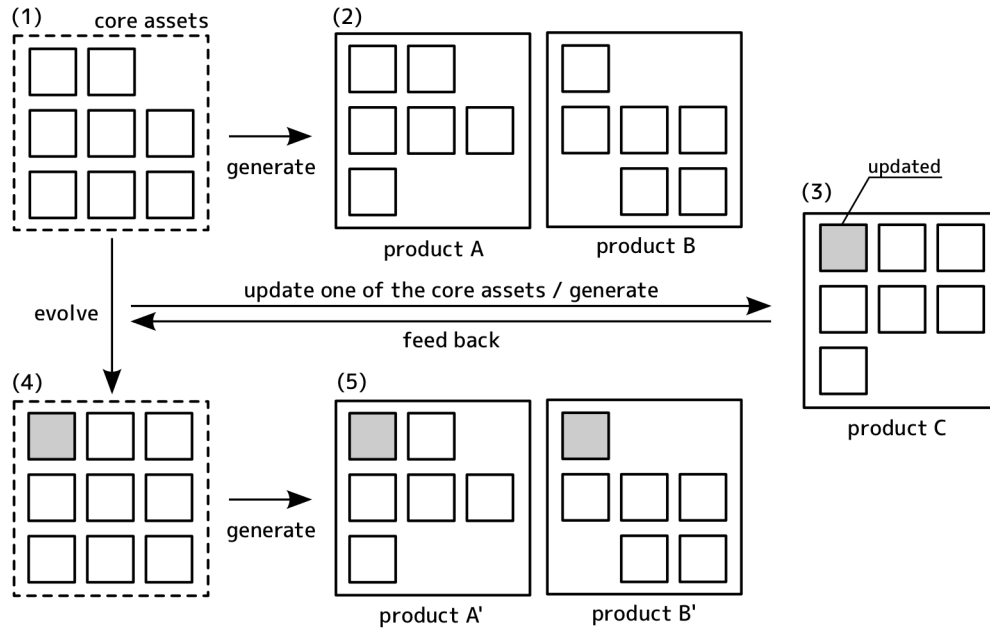 (1)
core assets
(2)
generate
product A
product B
updated
(3)
update one of the core assets / generate
evolve
feed back
(4)
(5)
product C
generate
product A'
product B'